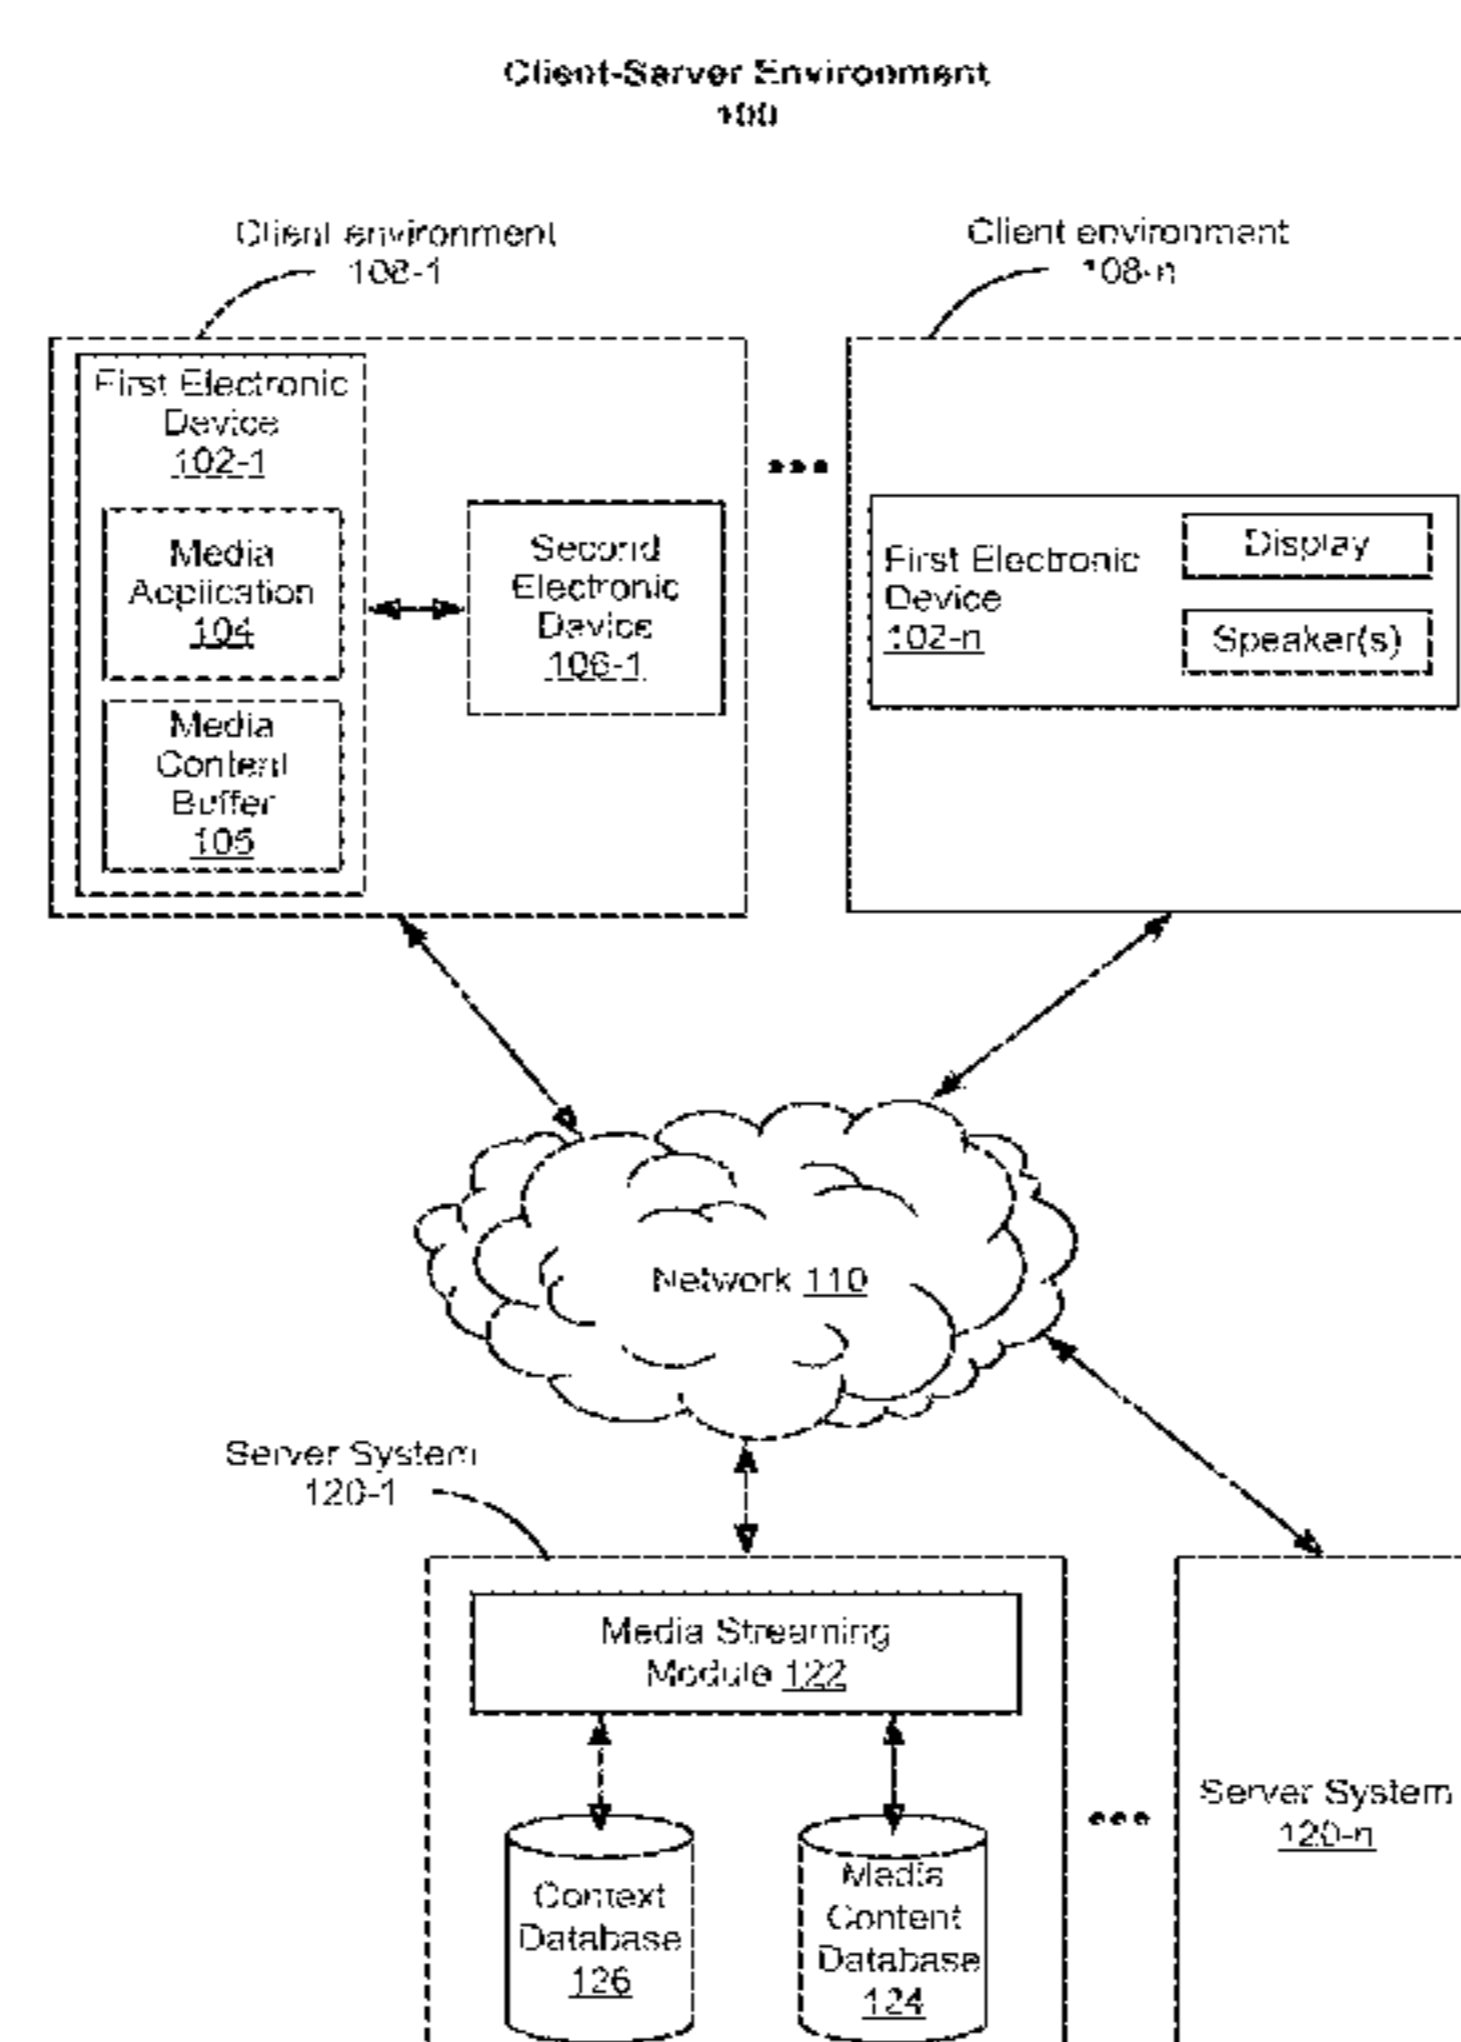 Client-Server Environment
100
Client environment
108-1
Client environment
108-n
First Electronic
Device
102-1
Media
Application
104
Media
Content
Buffer
105
Second
Electronic
Device
106-1
First Electronic
Device
102-n
Display
Speaker(s)
Network 110
Server System
120-1
Media Streaming
Module 122
Context
Database
126
Media
Content
Database
124
Server System
120-n